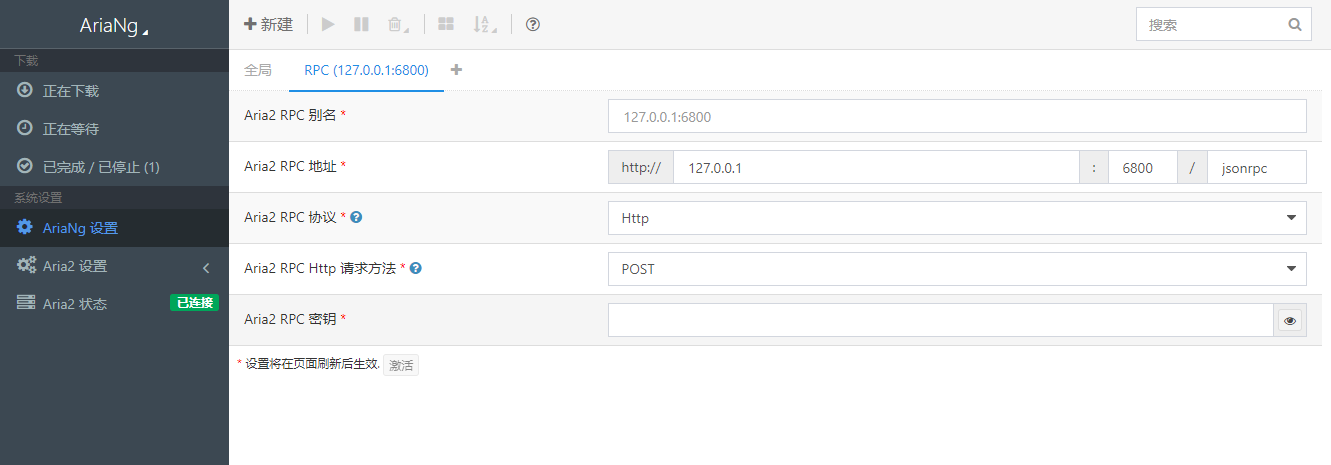 AriaNg
新建
搜索
下载
正在下载
正在等待
已完成 / 已停止 (1)
系统设置
AriaNg 设置
Aria2 设置
Aria2 状态 已连接
全局 RPC (127.0.0.1:6800)
Aria2 RPC 别名 * 127.0.0.1:6800
Aria2 RPC 地址 * http:// 127.0.0.1 : 6800 / jsonrpc
Aria2 RPC 协议 * Http
Aria2 RPC Http 请求方法 * POST
Aria2 RPC 密钥 *
* 设置将在页面刷新后生效. 激活